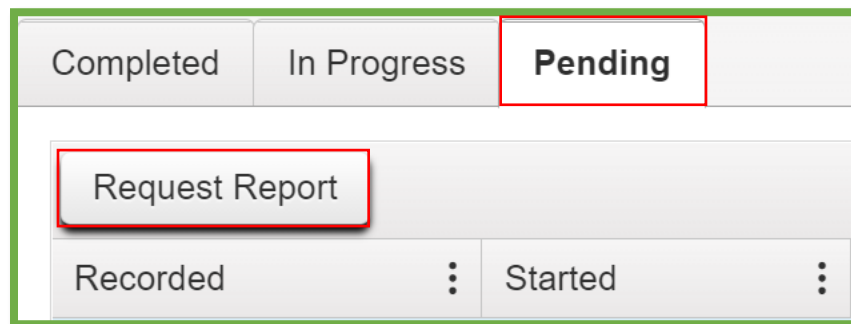 Completed In Progress Pending
Request Report
Recorded Started